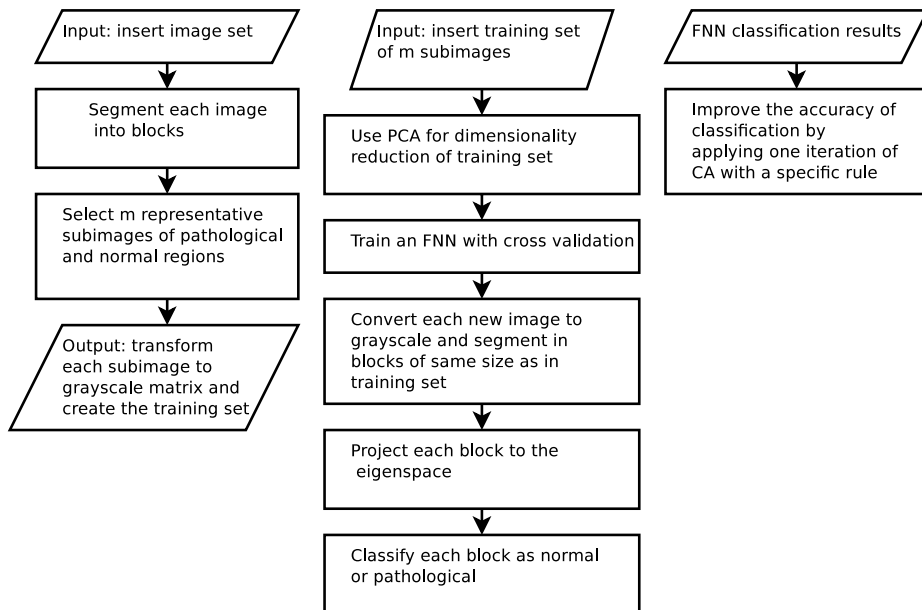 Input: insert image set
Segment each image
into blocks
Select m representative
subimages of pathological
and normal regions
Output: transform
each subimage to
grayscale matrix and
create the training set
Input: insert training set
of m subimages
Use PCA for dimensionality
reduction of training set
Train an FNN with cross validation
Convert each new image to
grayscale and segment in
blocks of same size as in
training set
Project each block to the
eigenspace
Classify each block as normal
or pathological
FNN classification results
Improve the accuracy of
classification by
applying one iteration of
CA with a specific rule